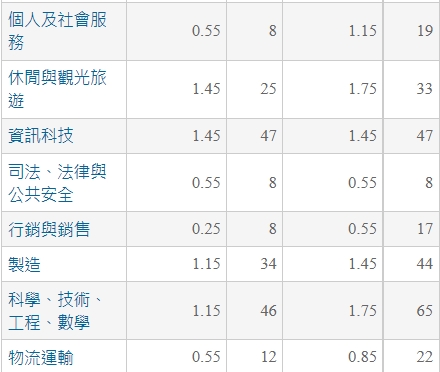 個人及社會服 0.55 8 1.15 19
務
休閒與觀光旅 1.45 25 1.75 33
遊
資訊科技 1.45 47 1.45 47
司法、法律與 0.55 8 0.55 8
公共安全
行銷與銷售 0.25 8 0.55 17
製造 1.15 34 1.45 44
科學、技術、 1.15 46 1.75 65
工程、數學
物流運輸 0.55 12 0.85 22